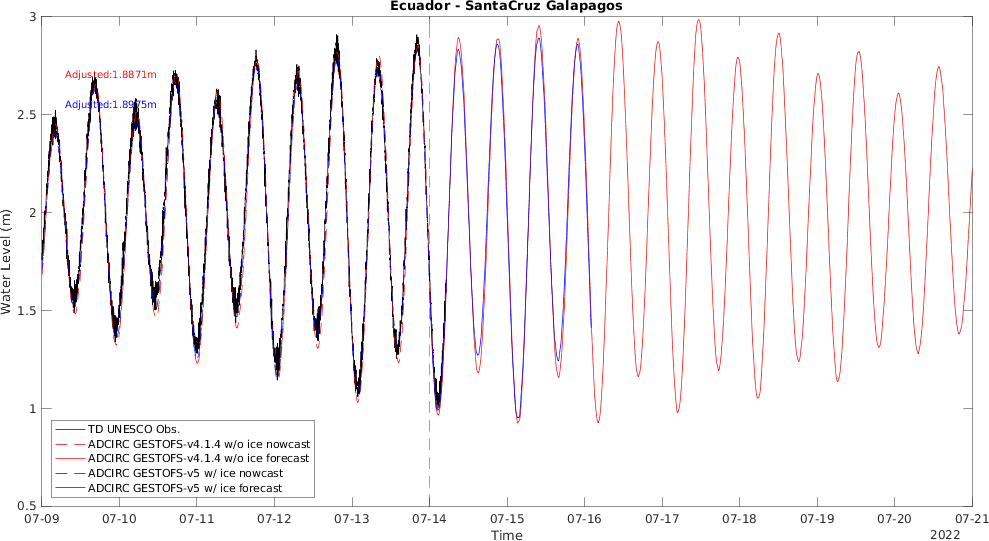 Ecuador - SantaCruz Galapagos
3
Adjusted:1.8871m
Adjusted:1.8975m
2.5
2
Water Level (m)
1.5
1
TD UNESCO Obs.
ADCIRC GESTOFS-v4.1.4 w/o ice nowcast
ADCIRC GESTOFS-v4.1.4 w/o ice forecast
ADCIRC GESTOFS-v5 w/ ice nowcast
ADCIRC GESTOFS-v5 w/ ice forecast
0.5
07-09 07-10 07-11 07-12 07-13 07-14 07-15 07-16 07-17 07-18 07-19 07-20 07-21
Time
2022